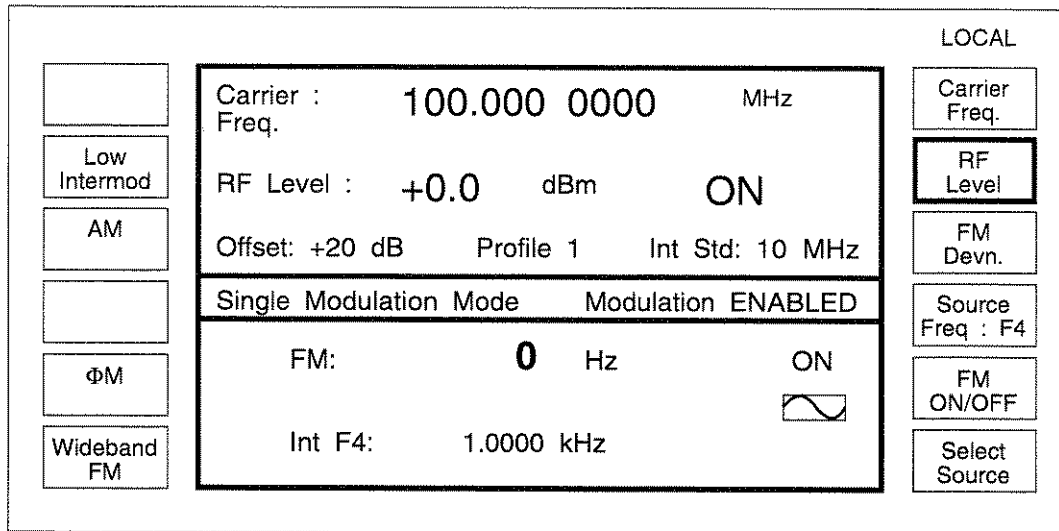 LOCAL
Low
Intermod
AM
ΦM
Wideband
FM
Carrier :
Freq.
100.000 0000 MHz
RF Level : +0.0 dBm ON
Offset: +20 dB Profile 1 Int Std: 10 MHz
Single Modulation Mode Modulation ENABLED
FM: 0 Hz ON
Int F4: 1.0000 kHz
Carrier
Freq.
RF
Level
FM
Devn.
Source
Freq : F4
FM
ON/OFF
Select
Source